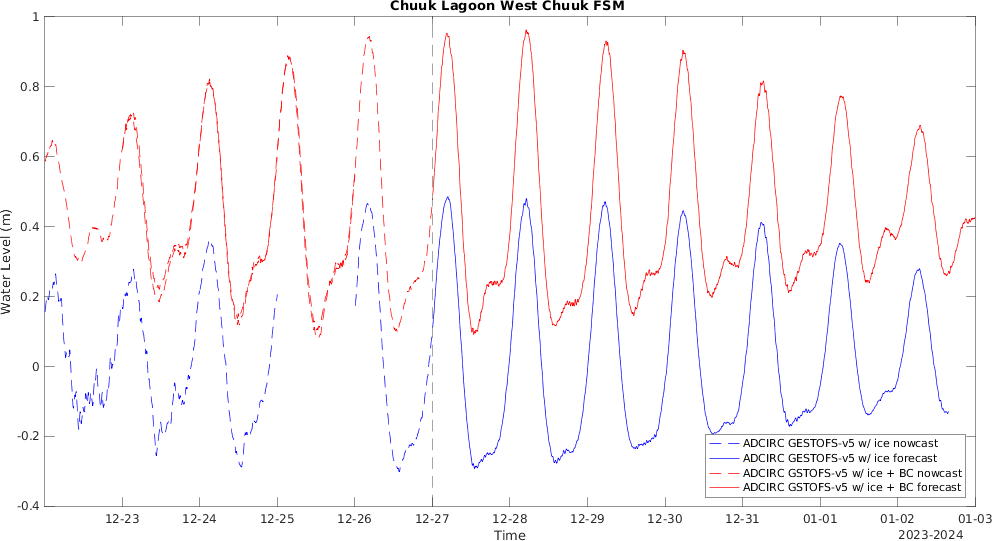 Chuuk Lagoon West Chuuk FSM
1
0.8
0.6
0.4
0.2
0
-0.2
-0.4
Water Level (m)
ADCIRC GESTOFS-v5 w/ ice nowcast
ADCIRC GESTOFS-v5 w/ ice forecast
ADCIRC GSTOFS-v5 w/ ice + BC nowcast
ADCIRC GSTOFS-v5 w/ ice + BC forecast
12-23 12-24 12-25 12-26 12-27 12-28 12-29 12-30 12-31 01-01 01-02 01-03
Time
2023-2024